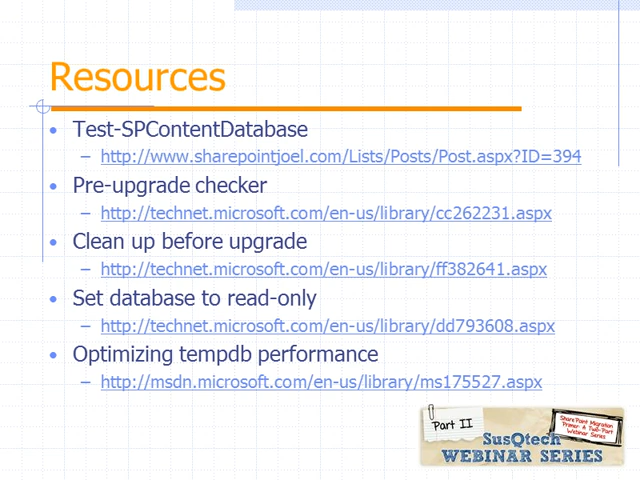 Resources
• Test-SPContentDatabase
– http://www.sharepointjoel.com/Lists/Posts/Post.aspx?ID=394
• Pre-upgrade checker
– http://technet.microsoft.com/en-us/library/cc262231.aspx
• Clean up before upgrade
– http://technet.microsoft.com/en-us/library/ff382641.aspx
• Set database to read-only
– http://technet.microsoft.com/en-us/library/dd793608.aspx
• Optimizing tempdb performance
– http://msdn.microsoft.com/en-us/library/ms175527.aspx
Part II
SharePoint Migration
Primer: A Two-Part
Webinar Series
SusQtech
WEBINAR SERIES